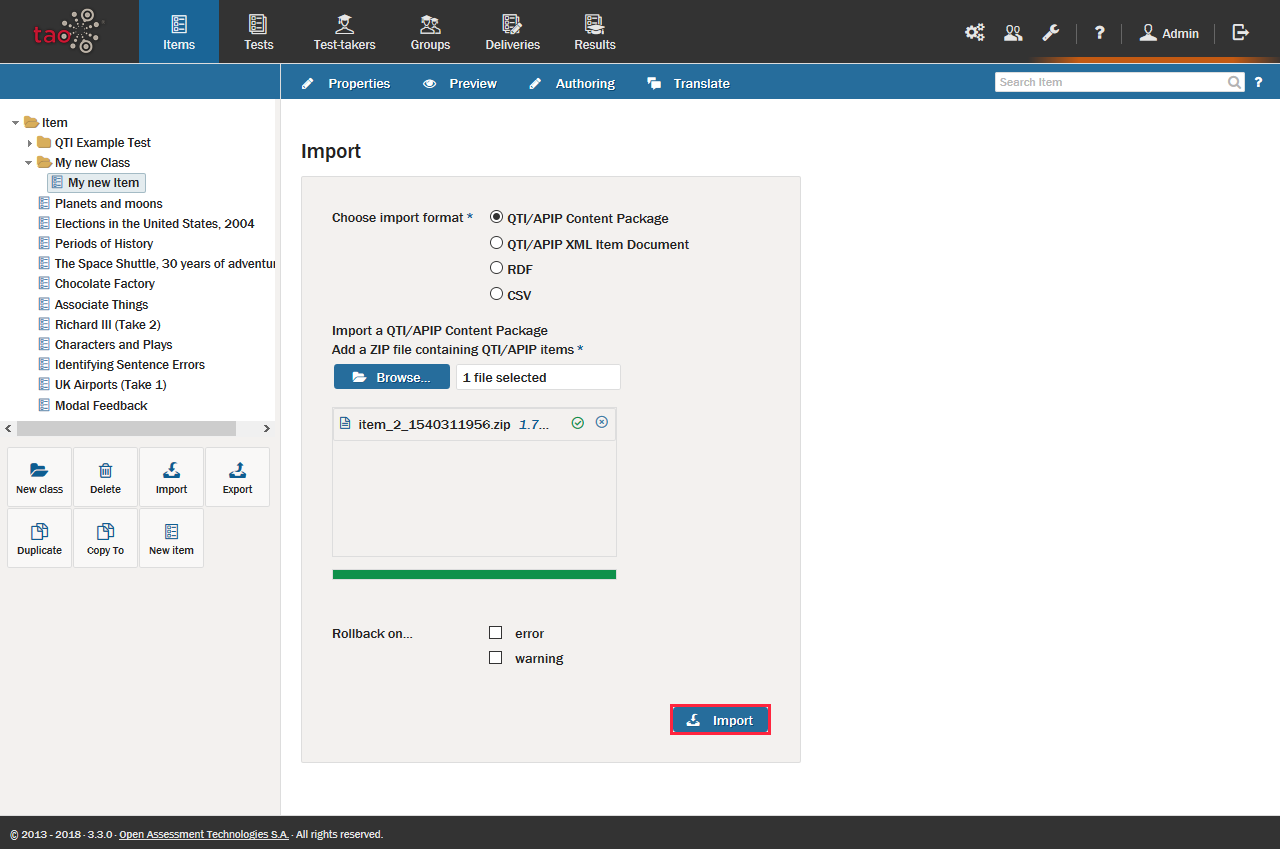 tao
Items
Tests
Test-takers
Groups
Deliveries
Results
?
Admin
Properties
Preview
Authoring
Translate
Search Item
?
Item
QTI Example Test
My new Class
My new Item
Planets and moons
Elections in the United States, 2004
Periods of History
The Space Shuttle, 30 years of adventur
Chocolate Factory
Associate Things
Richard III (Take 2)
Characters and Plays
Identifying Sentence Errors
UK Airports (Take 1)
Modal Feedback
New class
Delete
Import
Export
Duplicate
Copy To
New item
Import
Choose import format *
QTI/APIP Content Package
QTI/APIP XML Item Document
RDF
CSV
Import a QTI/APIP Content Package
Add a ZIP file containing QTI/APIP items *
Browse...
1 file selected
item_2_1540311956.zip 1.7...
Rollback on...
error
warning
Import
© 2013 - 2018 · 3.3.0 · Open Assessment Technologies S.A. · All rights reserved.